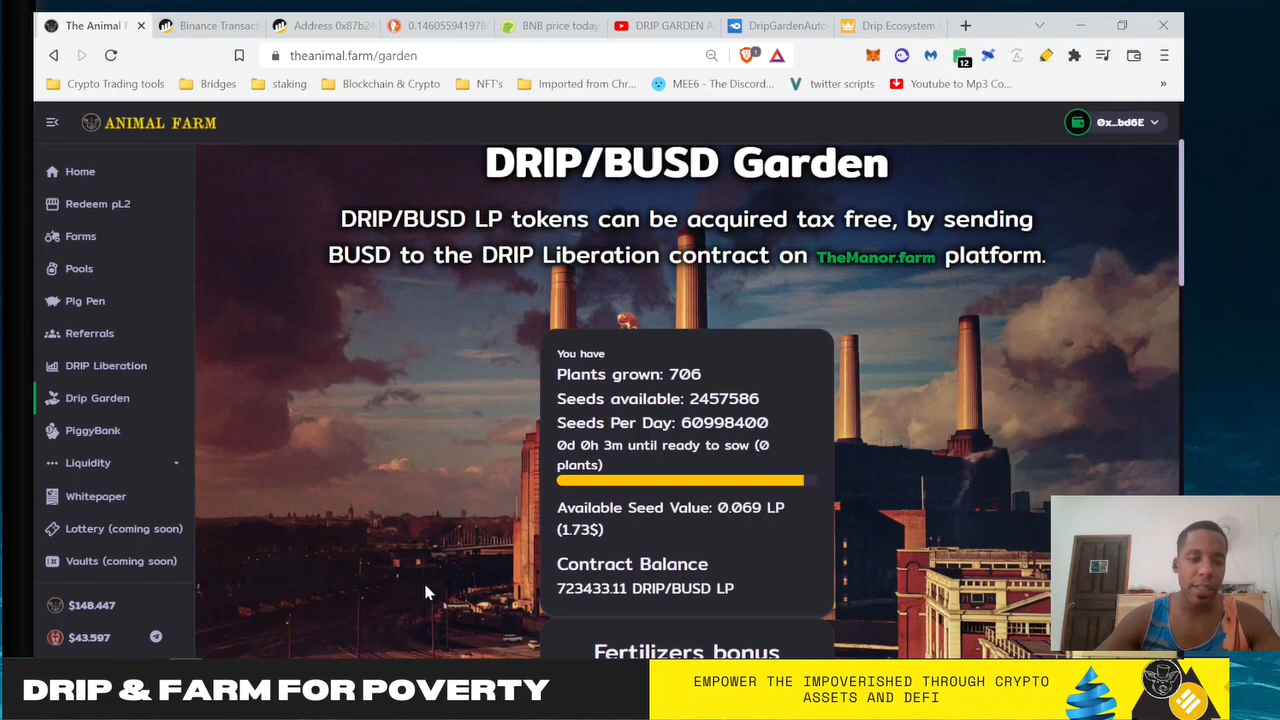 The Animal F
Binance Transact
Address 0x87b24
0.1460559419785
BNB price today
DRIP GARDEN A
DripGardenAuto
Drip Ecosystem
theanimal.farm/garden
1
12
Crypto Trading tools
Bridges
staking
Blockchain & Crypto
NFT's
Imported from Chr...
MEE6 - The Discord...
twitter scripts
Youtube to Mp3 Co...
»
ANIMAL FARM
0x_bd6E
Home
Redeem pL2
Farms
Pools
Pig Pen
Referrals
DRIP Liberation
Drip Garden
PiggyBank
Liquidity
Whitepaper
Lottery (coming soon)
Vaults (coming soon)
$148.447
$43.597
DRIP/BUSD Garden
DRIP/BUSD LP tokens can be acquired tax free, by sending
BUSD to the DRIP Liberation contract on TheManor.farm platform.
You have
Plants grown: 706
Seeds available: 2457586
Seeds Per Day: 60998400
0d 0h 3m until ready to sow (0
plants)
Available Seed Value: 0.069 LP
(1.73$)
Contract Balance
723433.11 DRIP/BUSD LP
Fertilizers bonus
DRIP & FARM FOR POVERTY
EMPOWER THE IMPOVERISHED THROUGH CRYPTO
ASSETS AND DEFI